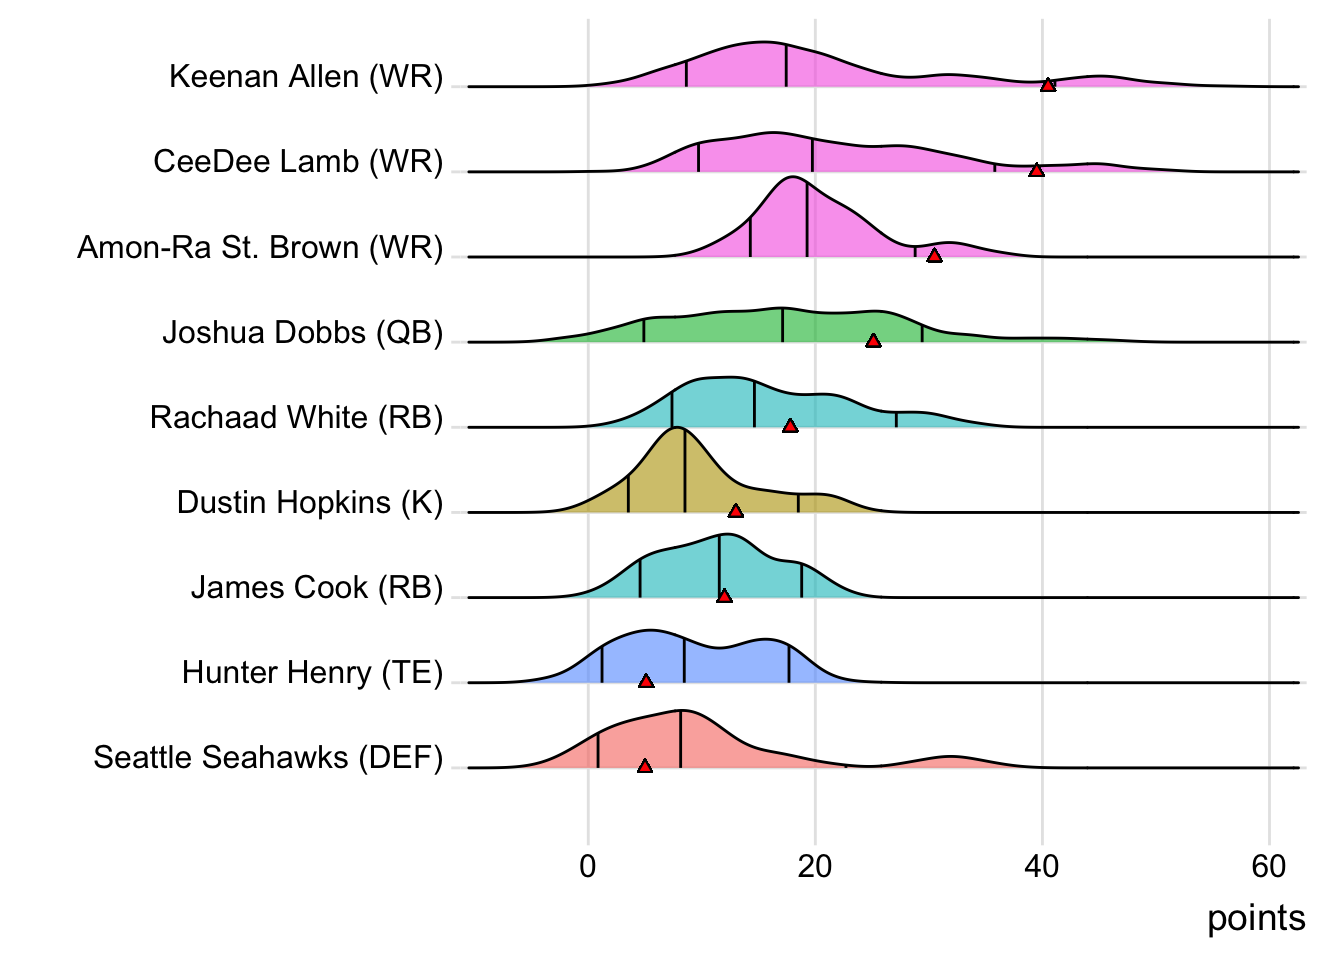 Keenan Allen (WR)
CeeDee Lamb (WR)
Amon-Ra St. Brown (WR)
Joshua Dobbs (QB)
Rachaad White (RB)
Dustin Hopkins (K)
James Cook (RB)
Hunter Henry (TE)
Seattle Seahawks (DEF)
0 20 40 60
points